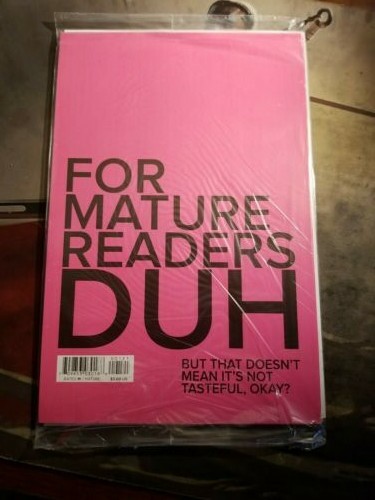 FOR
MATURE
READERS
DUH
BUT THAT DOESN'T
MEAN IT'S NOT
TASTEFUL, OKAY?